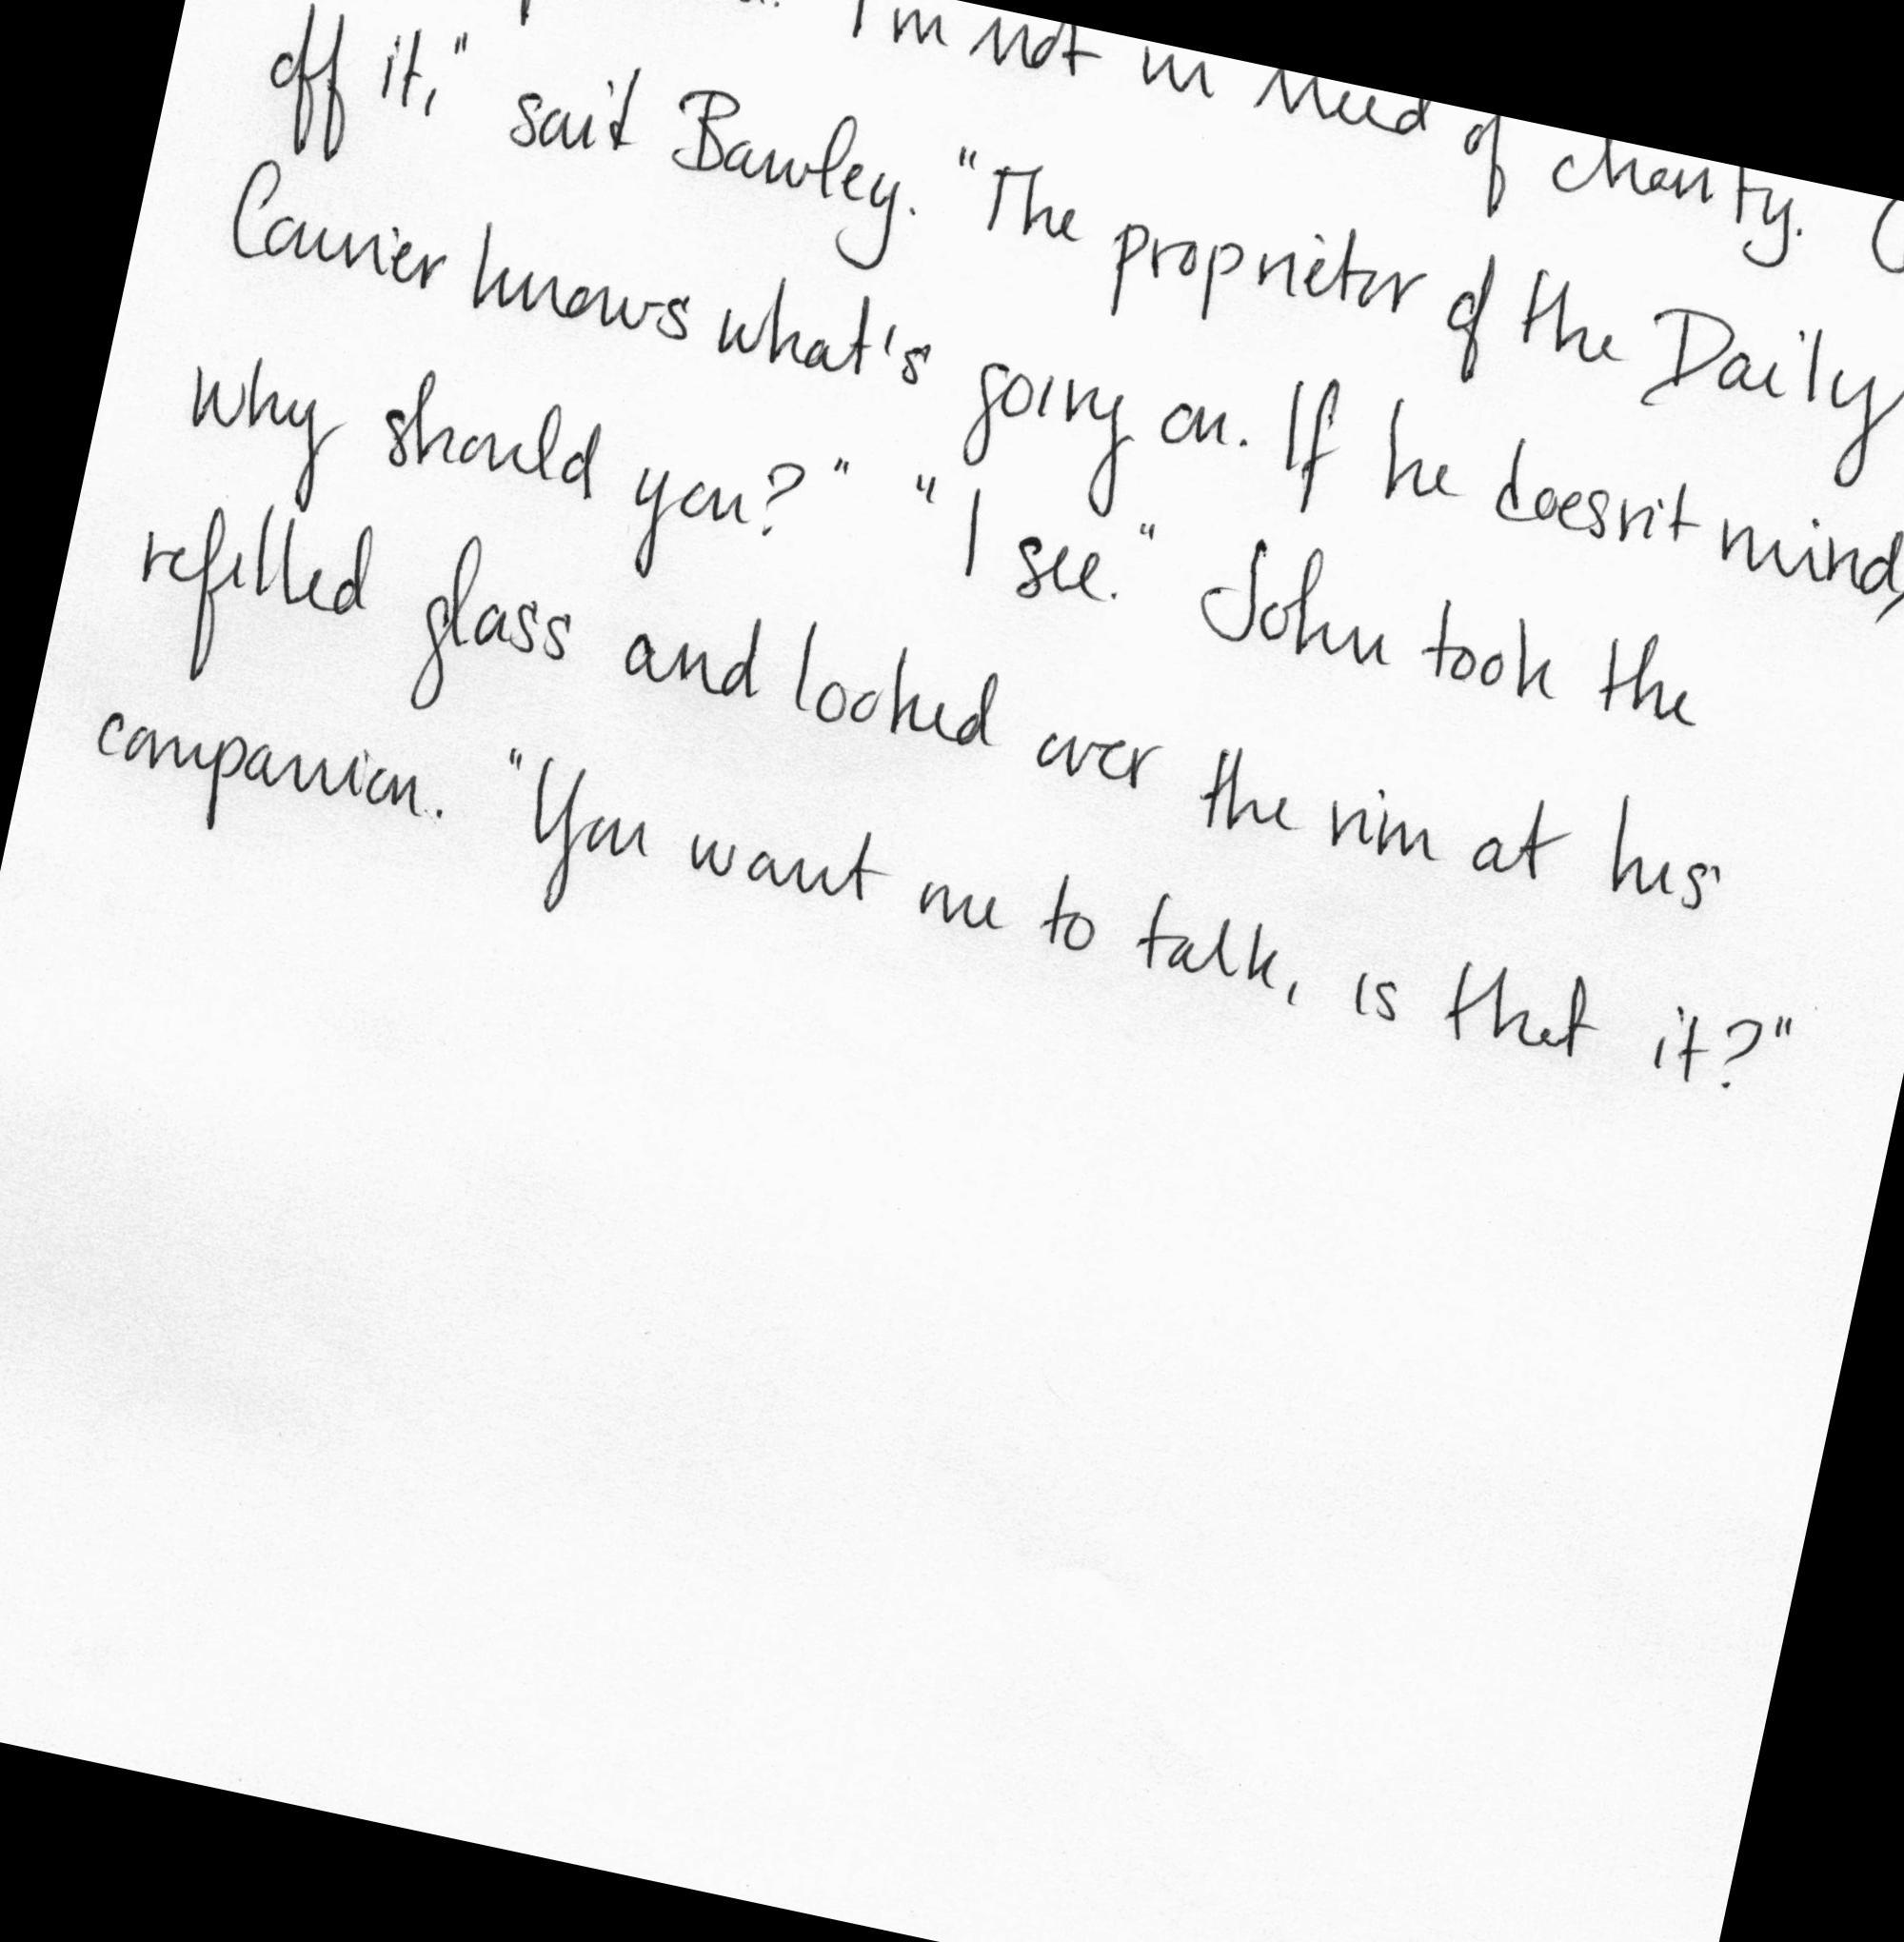 I'm not in need of charity.
off it," said Bawley. "The proprietor of the Daily
Courier knows what's going on. If he doesn't mind,
why should you?" "I see." John took the
refilled glass and looked over the rim at his
companion. "You want me to talk, is that it?"